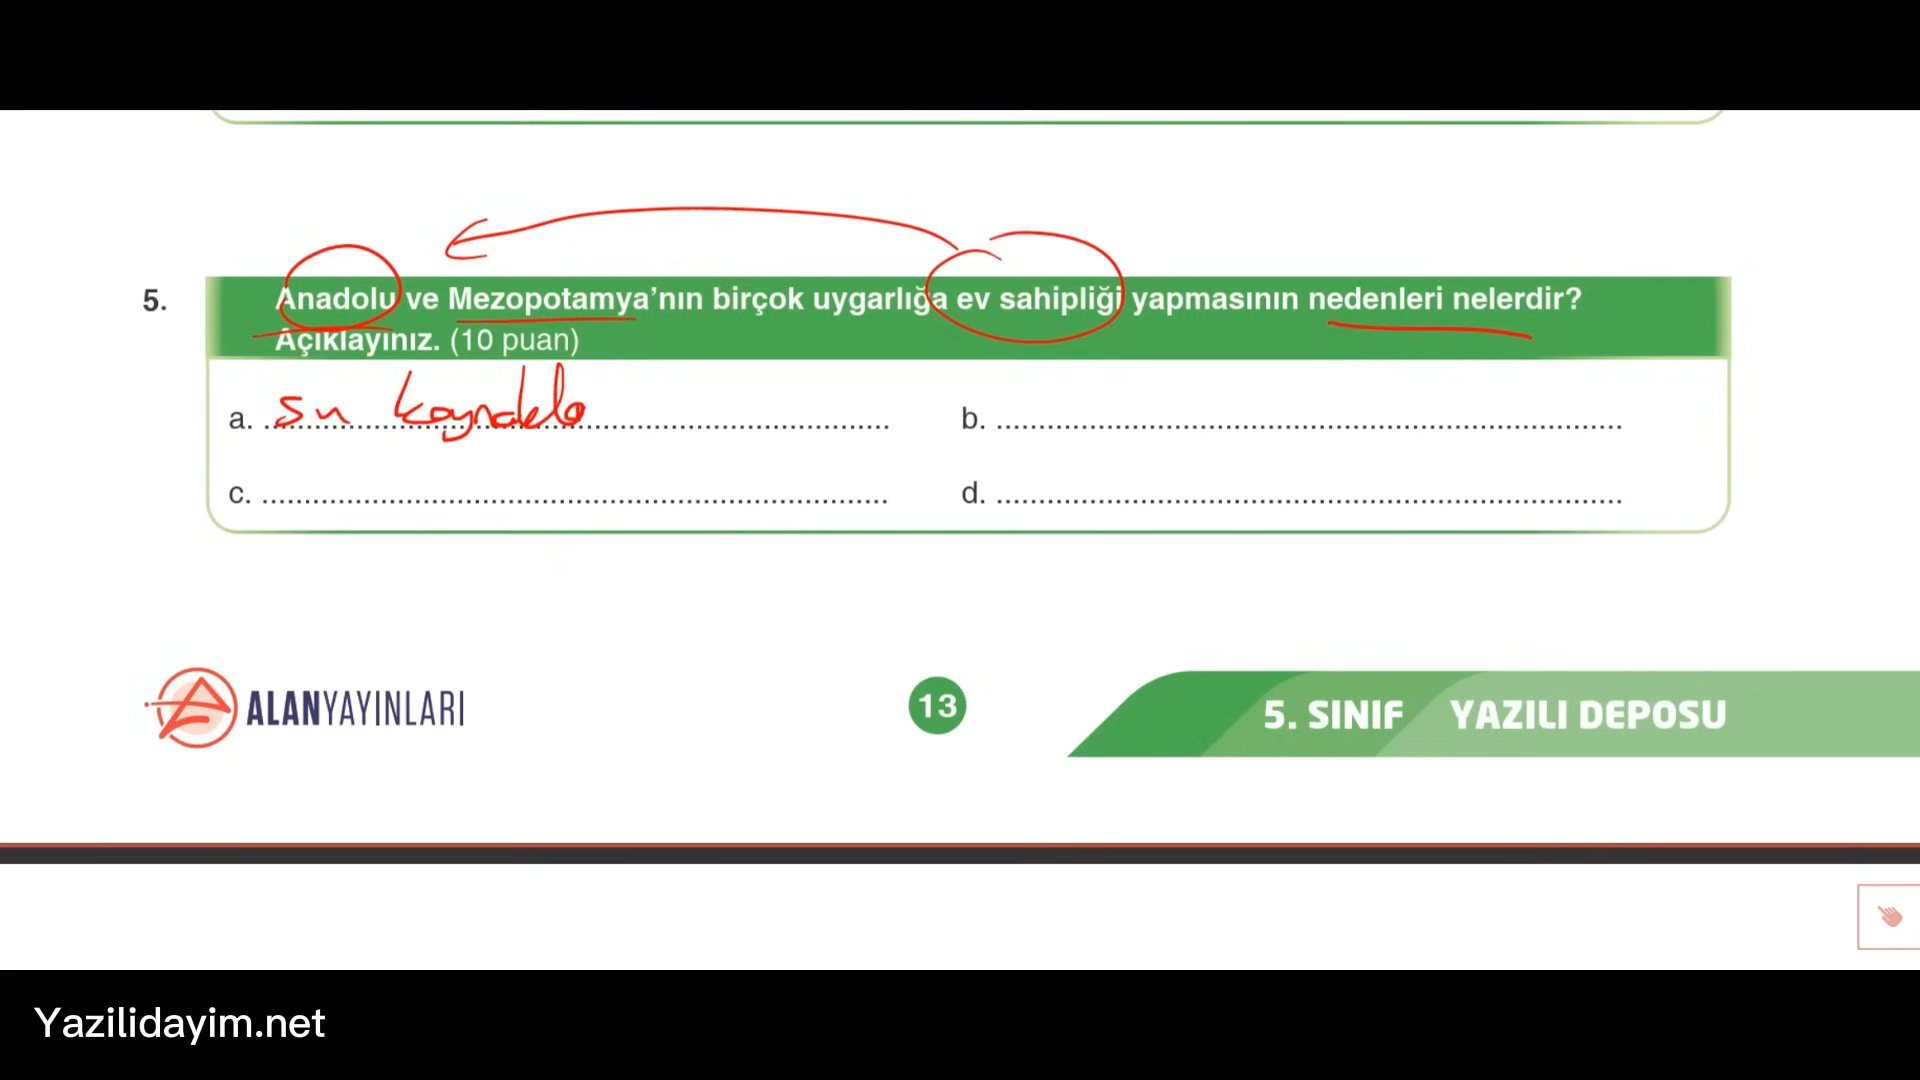 5. Anadolu ve Mezopotamya'nın birçok uygarlığa ev sahipliği yapmasının nedenleri nelerdir?
Açıklayınız. (10 puan)
a. su kaynakla
b.
c.
d.
ALANYAYINLARI
13
5. SINIF YAZILI DEPOSU
Yazilidayim.net